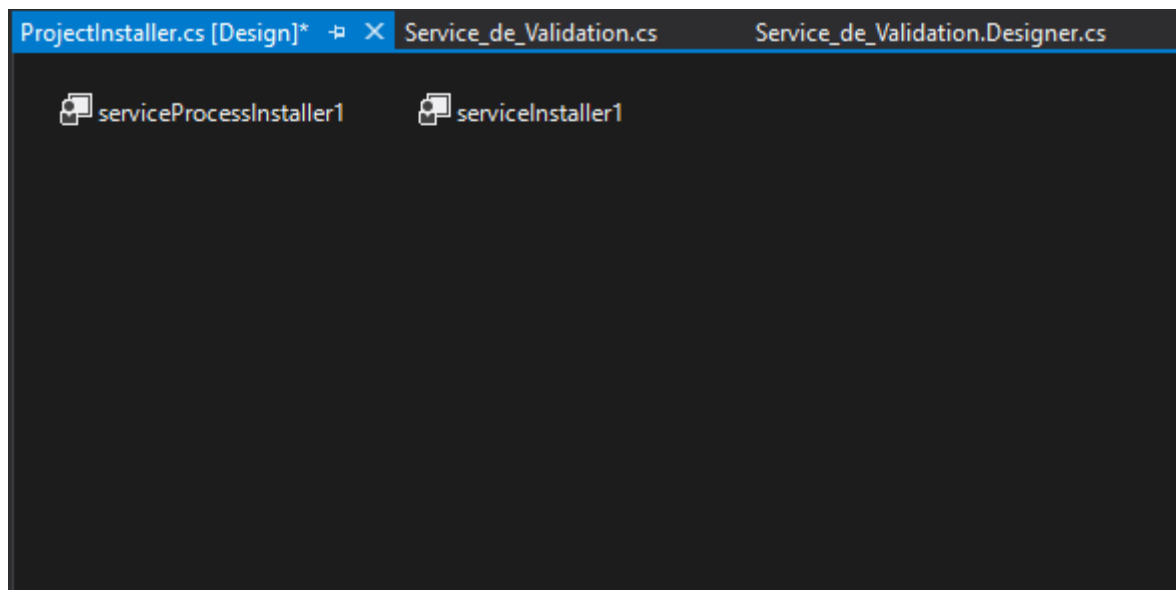 ProjectInstaller.cs [Design]* Service_de_Validation.cs Service_de_Validation.Designer.cs
serviceProcessInstaller1 serviceInstaller1